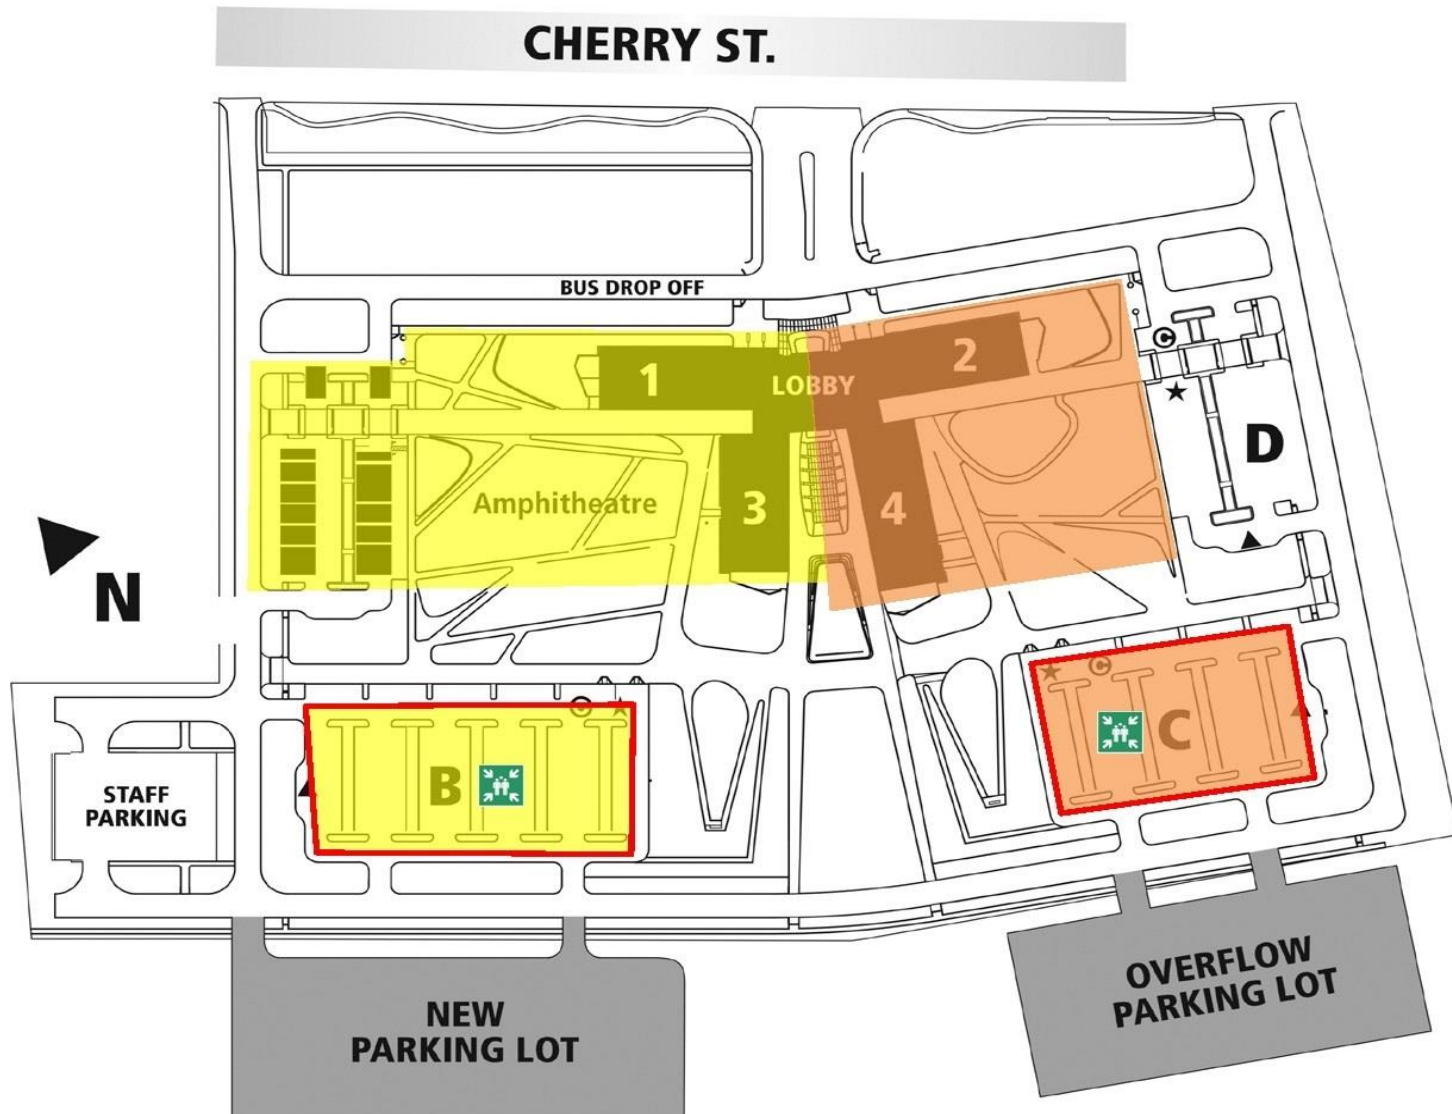 CHERRY ST.
BUS DROP OFF
1
LOBBY
2
C
D
Amphitheatre
3
4
N
C
C
B
C
STAFF
PARKING
NEW
PARKING LOT
OVERFLOW
PARKING LOT